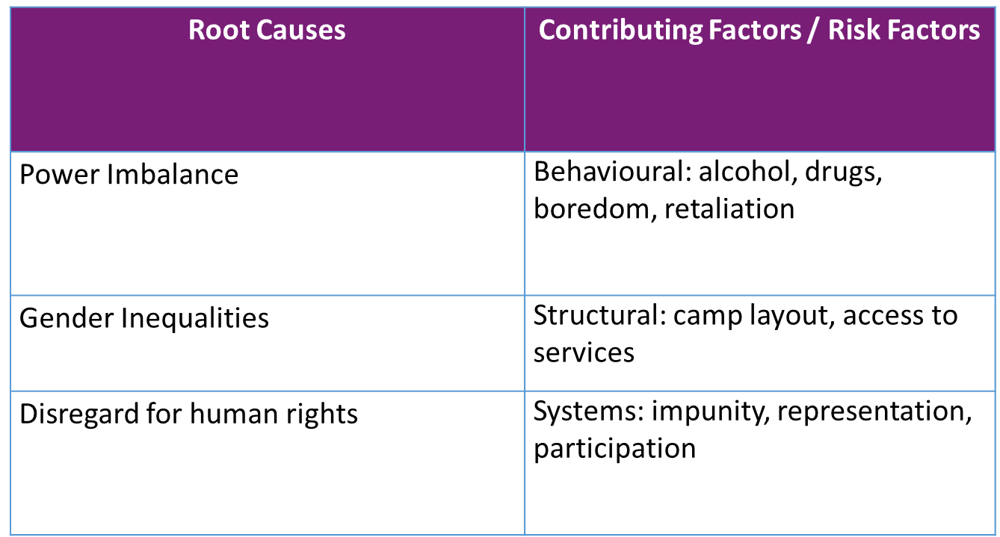 Root Causes
Contributing Factors / Risk Factors
Power Imbalance
Behavioural: alcohol, drugs,
boredom, retaliation
Gender Inequalities
Structural: camp layout, access to
services
Disregard for human rights
Systems: impunity, representation,
participation